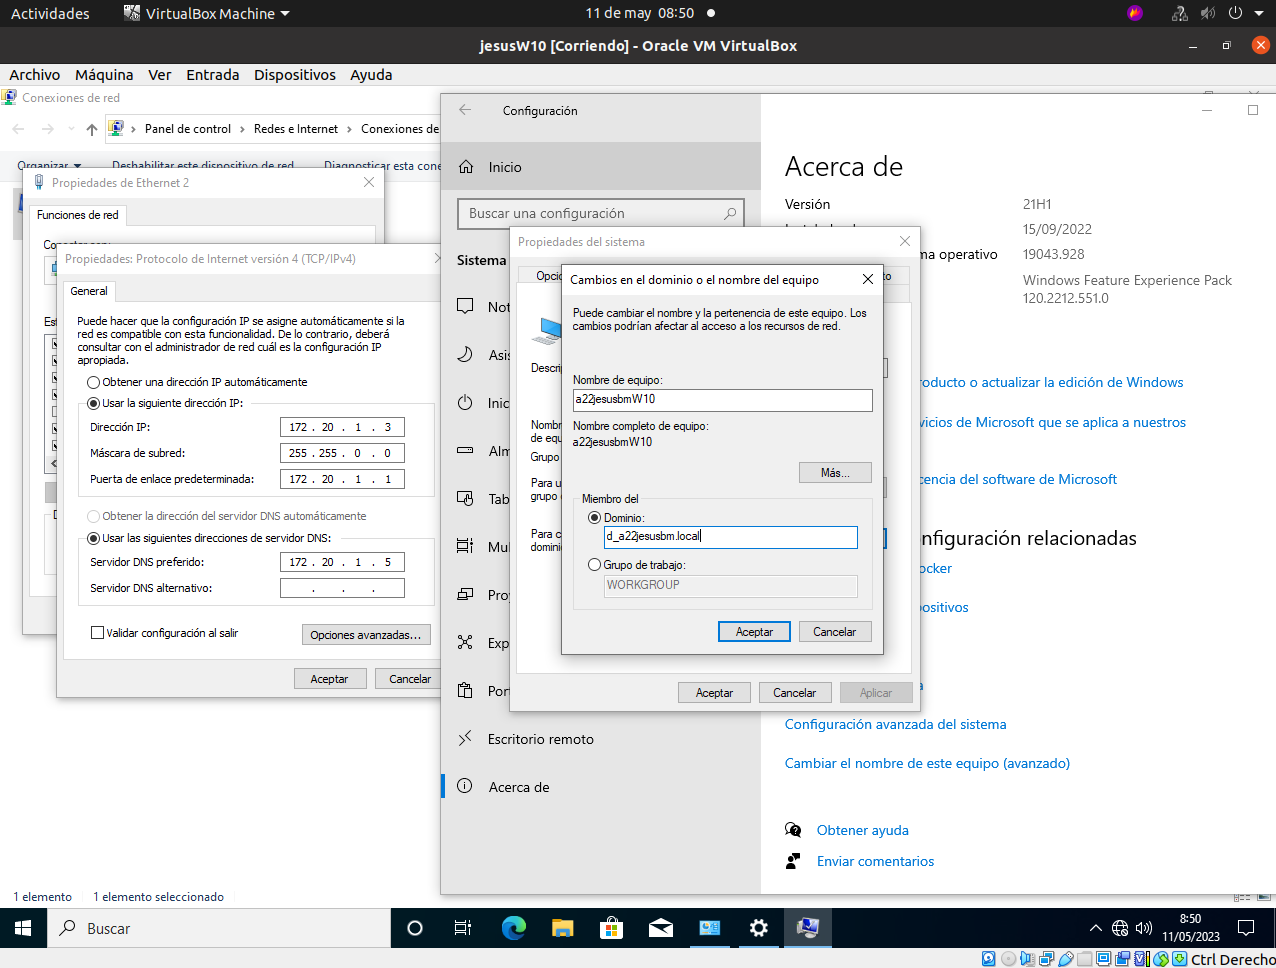 Actividades
VirtualBox Machine
11 de may 08:50
jesusW10 [Corriendo] - Oracle VM VirtualBox
Archivo Máquina Ver Entrada Dispositivos Ayuda
Conexiones de red
Panel de control > Redes e Internet > Conexiones de
Organizar
Deshabilitar este dispositivo de red
Diagnosticar esta cone
Propiedades de Ethernet 2
Funciones de red
Propiedades: Protocolo de Internet versión 4 (TCP/IPv4)
General
Puede hacer que la configuración IP se asigne automáticamente si la
red es compatible con esta funcionalidad. De lo contrario, deberá
consultar con el administrador de red cuál es la configuración IP
apropiada.
Obtener una dirección IP automáticamente
Usar la siguiente dirección IP:
Dirección IP: 172 . 20 . 1 . 3
Máscara de subred: 255 . 255 . 0 . 0
Puerta de enlace predeterminada: 172 . 20 . 1 . 1
Obtener la dirección del servidor DNS automáticamente
Usar las siguientes direcciones de servidor DNS:
Servidor DNS preferido: 172 . 20 . 1 . 5
Servidor DNS alternativo: . . .
Validar configuración al salir
Opciones avanzadas...
Aceptar
Cancelar
1 elemento
1 elemento seleccionado
Configuración
Inicio
Buscar una configuración
Sistema
Not
Asis
Inic
Alm
Tab
Mul
Proy
Exp
Port
Escritorio remoto
Acerca de
Acerca de
Versión 21H1
15/09/2022
ma operativo 19043.928
Windows Feature Experience Pack
120.2212.551.0
roducto o actualizar la edición de Windows
vicios de Microsoft que se aplica a nuestros
cencia del software de Microsoft
nfiguración relacionadas
ocker
positivos
Configuración avanzada del sistema
Cambiar el nombre de este equipo (avanzado)
Obtener ayuda
Enviar comentarios
Propiedades del sistema
Opcio
to
Descrip
Nombr
de equ
Grupo
Para u
grupo
Para c
domini
Aceptar
Cancelar
Aplicar
Cambios en el dominio o el nombre del equipo
Puede cambiar el nombre y la pertenencia de este equipo. Los
cambios podrían afectar al acceso a los recursos de red.
Nombre de equipo:
a22jesusbmW10
Nombre completo de equipo:
a22jesusbmW10
Más...
Miembro del
Dominio:
d_a22jesusbm.local
Grupo de trabajo:
WORKGROUP
Aceptar
Cancelar
Buscar
8:50
11/05/2023
Ctrl Derecho